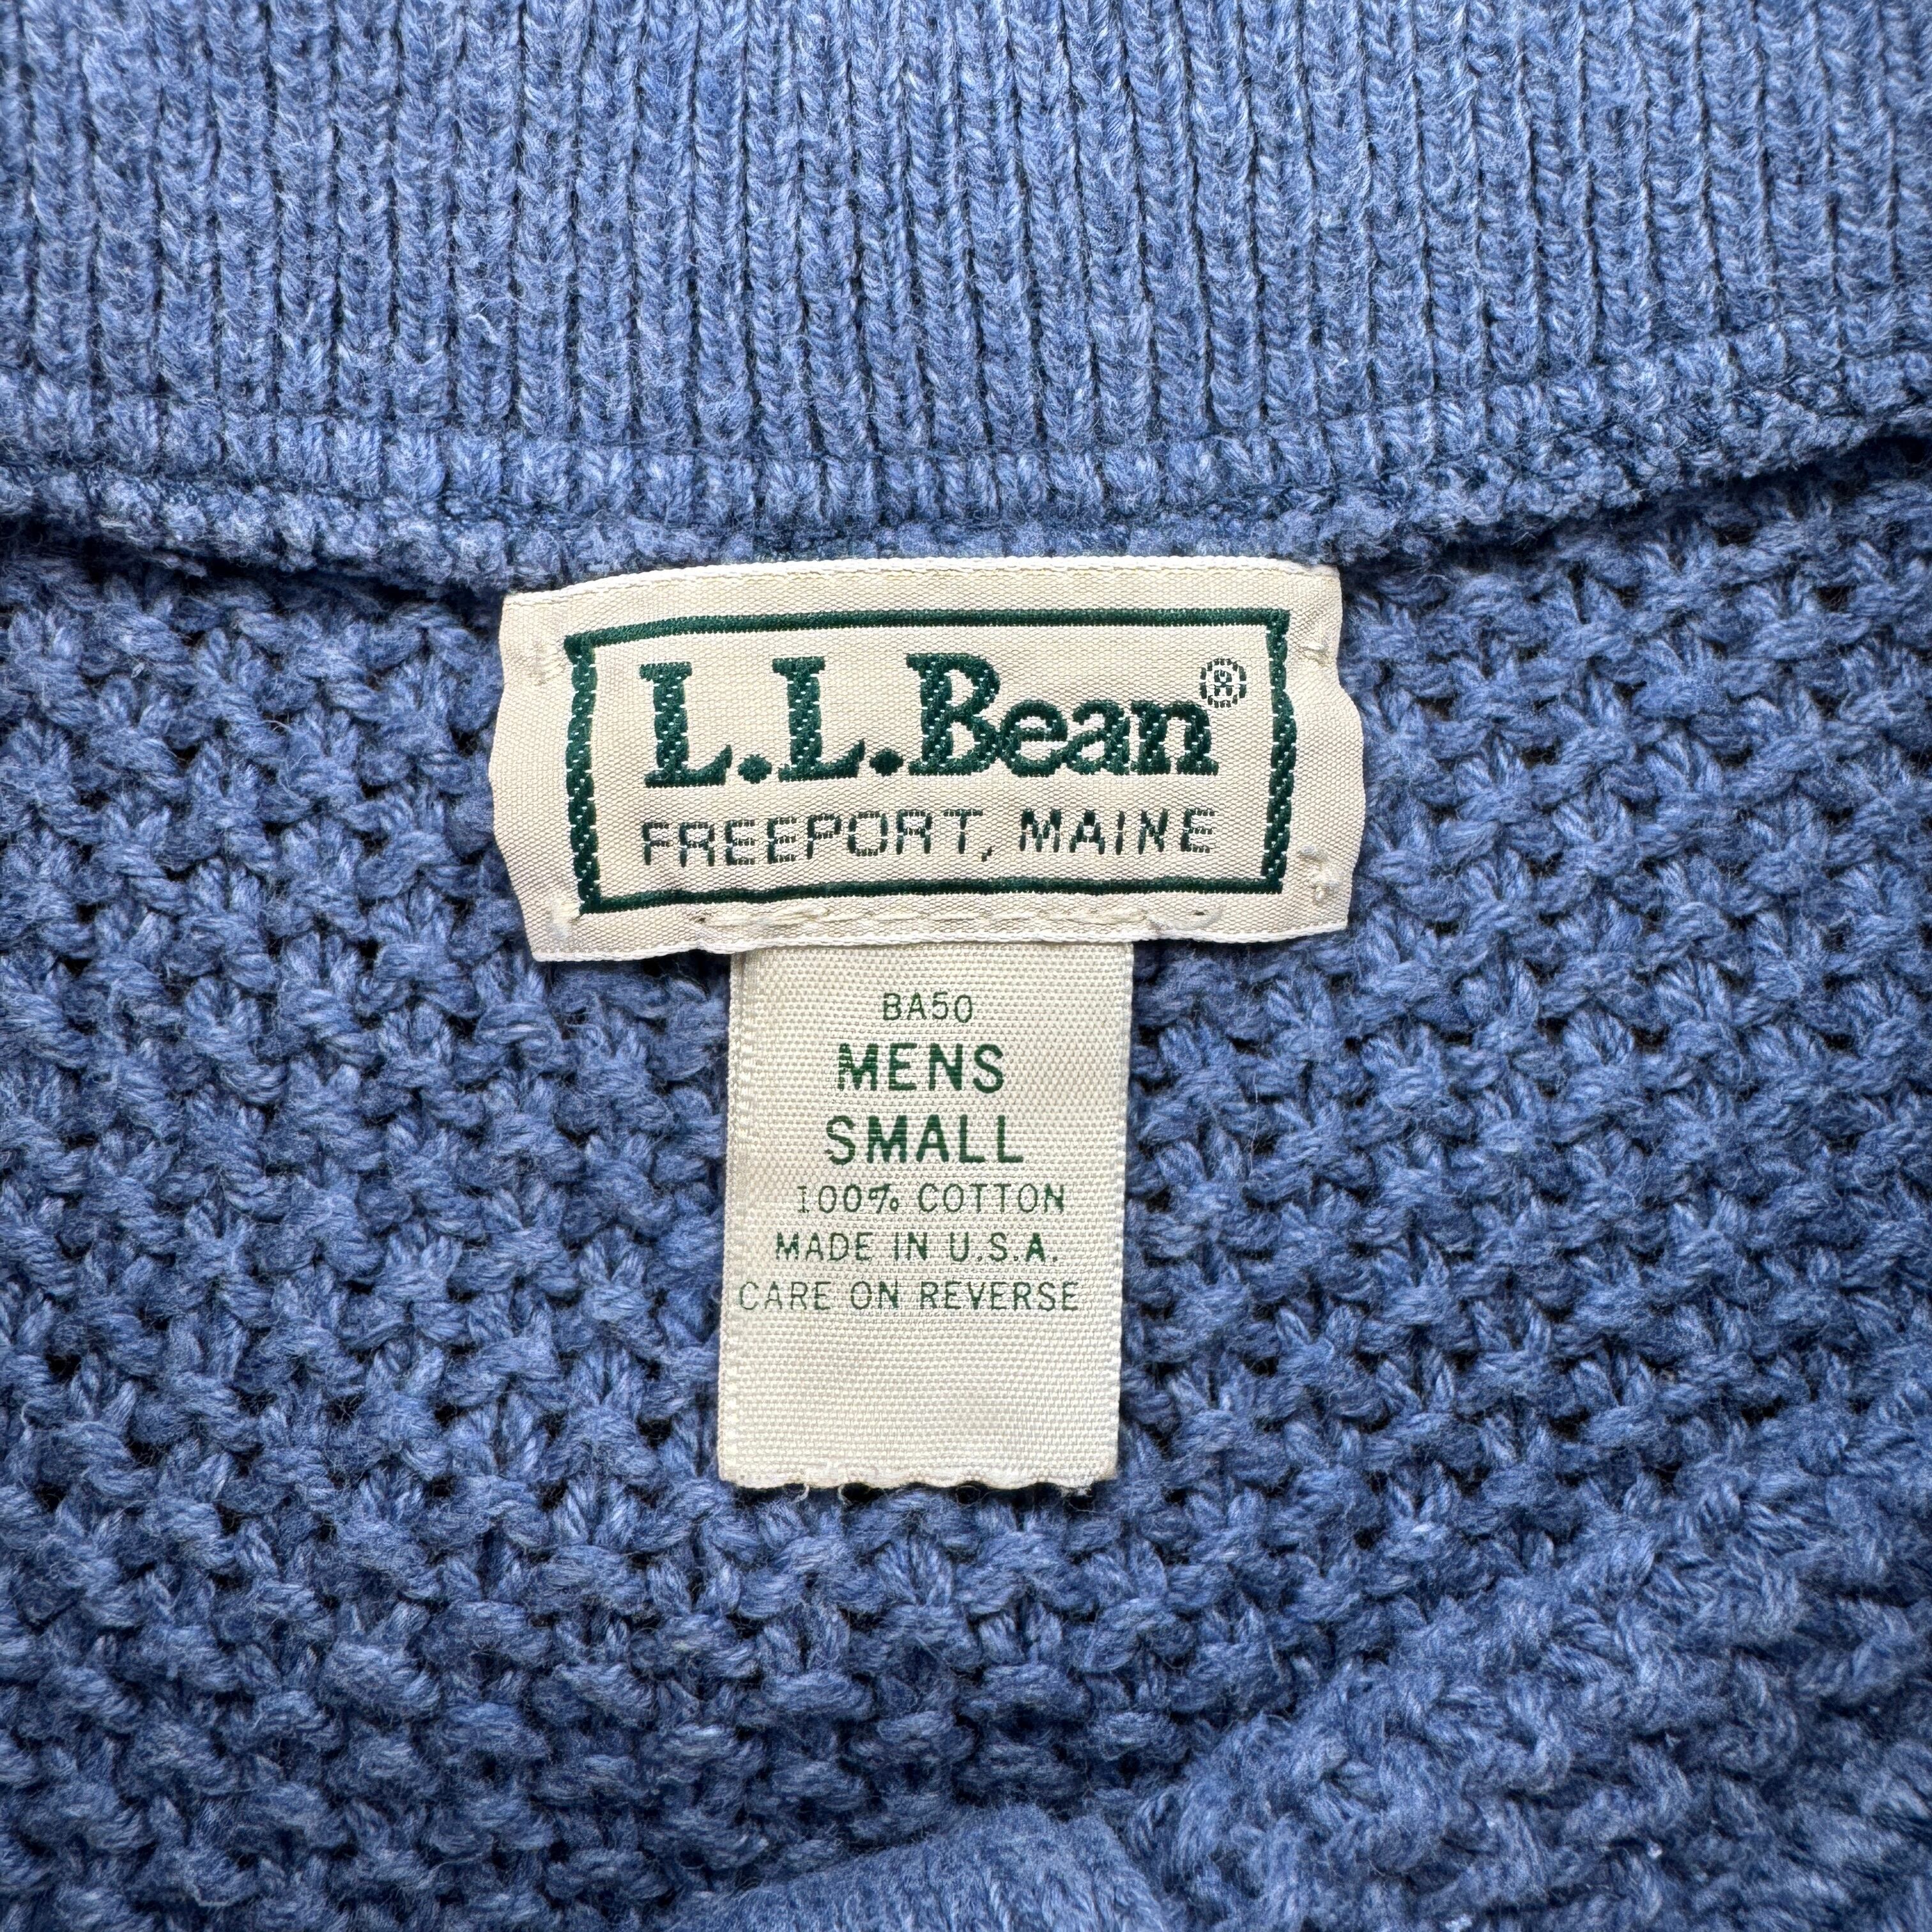 L.L.Bean®
FREEPORT, MAINE
BA50
MENS
SMALL
100% COTTON
MADE IN U.S.A.
CARE ON REVERSE